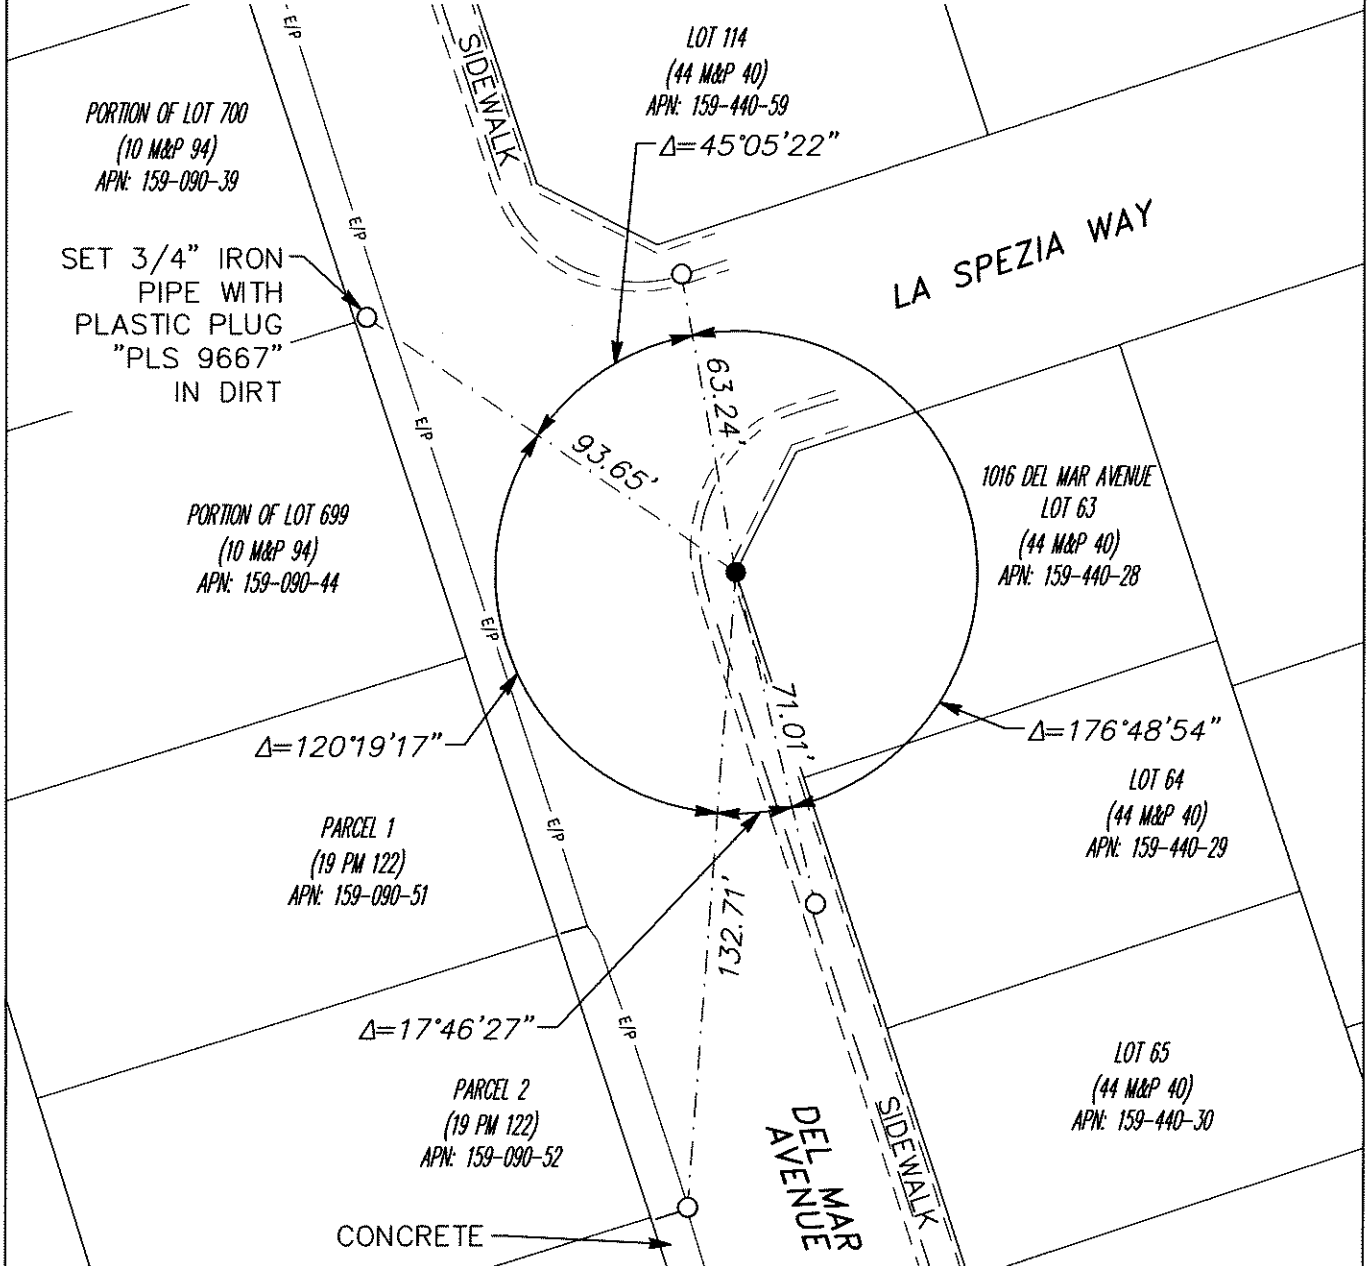 E/P
SIDEWALK
LOT 114
(44 M&P 40)
APN: 159-440-59
Δ=45°05'22"
PORTION OF LOT 700
(10 M&P 94)
APN: 159-090-39
E/P
LA SPEZIA WAY
SET 3/4" IRON
PIPE WITH
PLASTIC PLUG
"PLS 9667"
IN DIRT
63.24'
E/P
93.65'
1016 DEL MAR AVENUE
LOT 63
(44 M&P 40)
APN: 159-440-28
PORTION OF LOT 699
(10 M&P 94)
APN: 159-090-44
E/P
71.01'
Δ=120°19'17"
Δ=176°48'54"
LOT 64
(44 M&P 40)
APN: 159-440-29
PARCEL 1
(19 PM 122)
APN: 159-090-51
E/P
132.71'
Δ=17°46'27"
E/P
LOT 65
(44 M&P 40)
APN: 159-440-30
PARCEL 2
(19 PM 122)
APN: 159-090-52
DEL MAR
AVENUE
SIDEWALK
CONCRETE